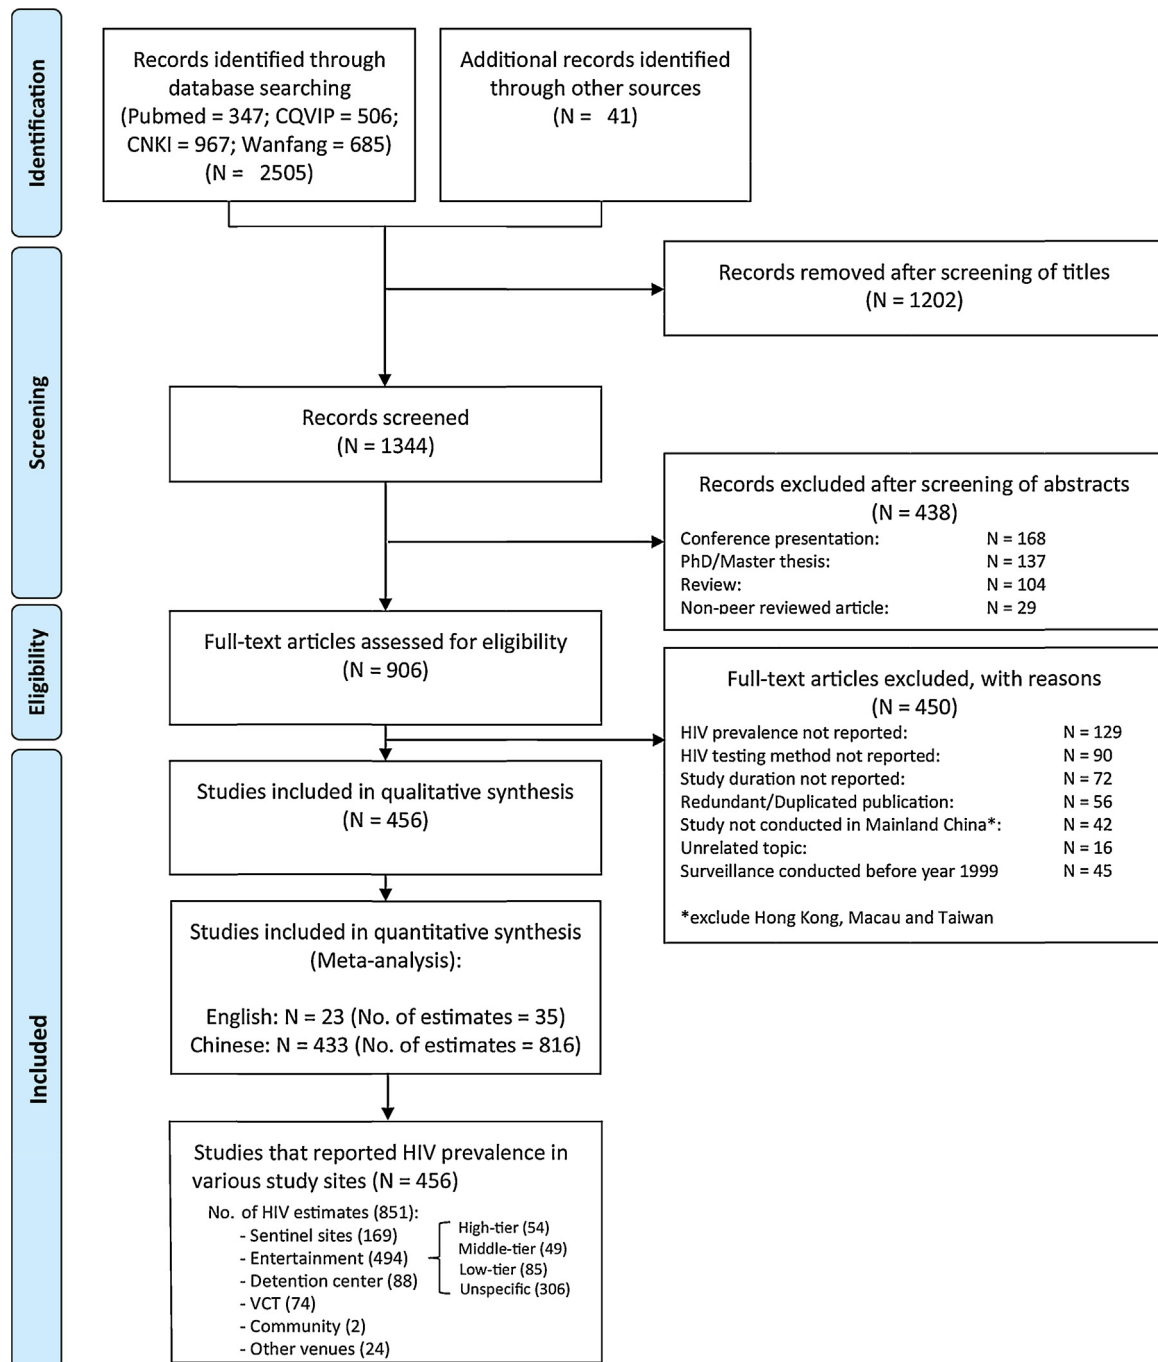 Identification
Records identified through
database searching
(Pubmed = 347; CQVIP = 506;
CNKI = 967; Wanfang = 685)
(N = 2505)
Additional records identified
through other sources
(N = 41)
Screening
Records removed after screening of titles
(N = 1202)
Records screened
(N = 1344)
Records excluded after screening of abstracts
(N = 438)
Conference presentation: N = 168
PhD/Master thesis: N = 137
Review: N = 104
Non-peer reviewed article: N = 29
Eligibility
Full-text articles assessed for eligibility
(N = 906)
Full-text articles excluded, with reasons
(N = 450)
HIV prevalence not reported: N = 129
HIV testing method not reported: N = 90
Study duration not reported: N = 72
Redundant/Duplicated publication: N = 56
Study not conducted in Mainland China*: N = 42
Unrelated topic: N = 16
Surveillance conducted before year 1999 N = 45
*exclude Hong Kong, Macau and Taiwan
Included
Studies included in qualitative synthesis
(N = 456)
Studies included in quantitative synthesis
(Meta-analysis):
English: N = 23 (No. of estimates = 35)
Chinese: N = 433 (No. of estimates = 816)
Studies that reported HIV prevalence in
various study sites (N = 456)
No. of HIV estimates (851):
- Sentinel sites (169)
- Entertainment (494)
- Detention center (88)
- VCT (74)
- Community (2)
- Other venues (24)
High-tier (54)
Middle-tier (49)
Low-tier (85)
Unspecific (306)